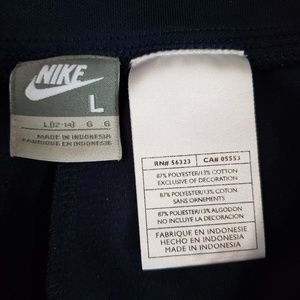 NIKE
L
L(12-14) G G
MADE IN INDONESIA
FABRIQUÉ EN INDONÉSIE
RN# 56323 CA# 05553
87% POLYESTER/13% COTTON
EXCLUSIVE OF DECORATION
87% POLYESTER/13% COTON
SANS ORNEMENTS
87% POLIESTER/13% ALGODON
NO INCLUYE LA DECORACION
FABRIQUE EN INDONESIE
HECHO EN INDONESIA
MADE IN INDONESIA